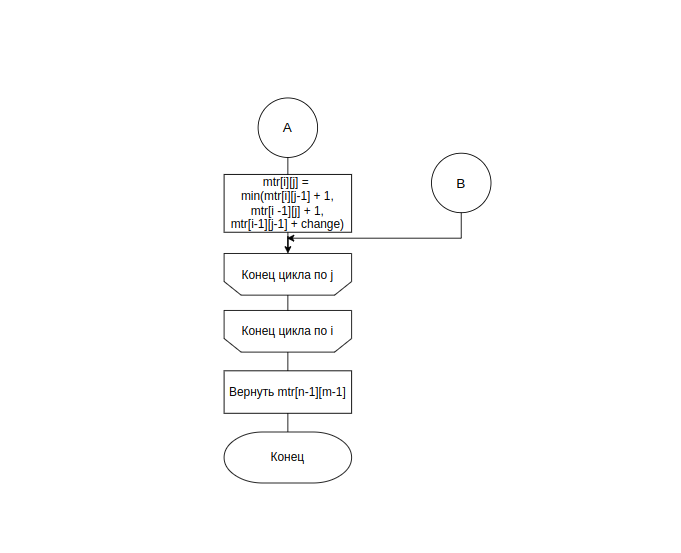 A
mtr[i][j] =
min(mtr[i][j-1] + 1,
mtr[i -1][j] + 1,
mtr[i-1][j-1] + change)
B
Конец цикла по j
Конец цикла по i
Вернуть mtr[n-1][m-1]
Конец